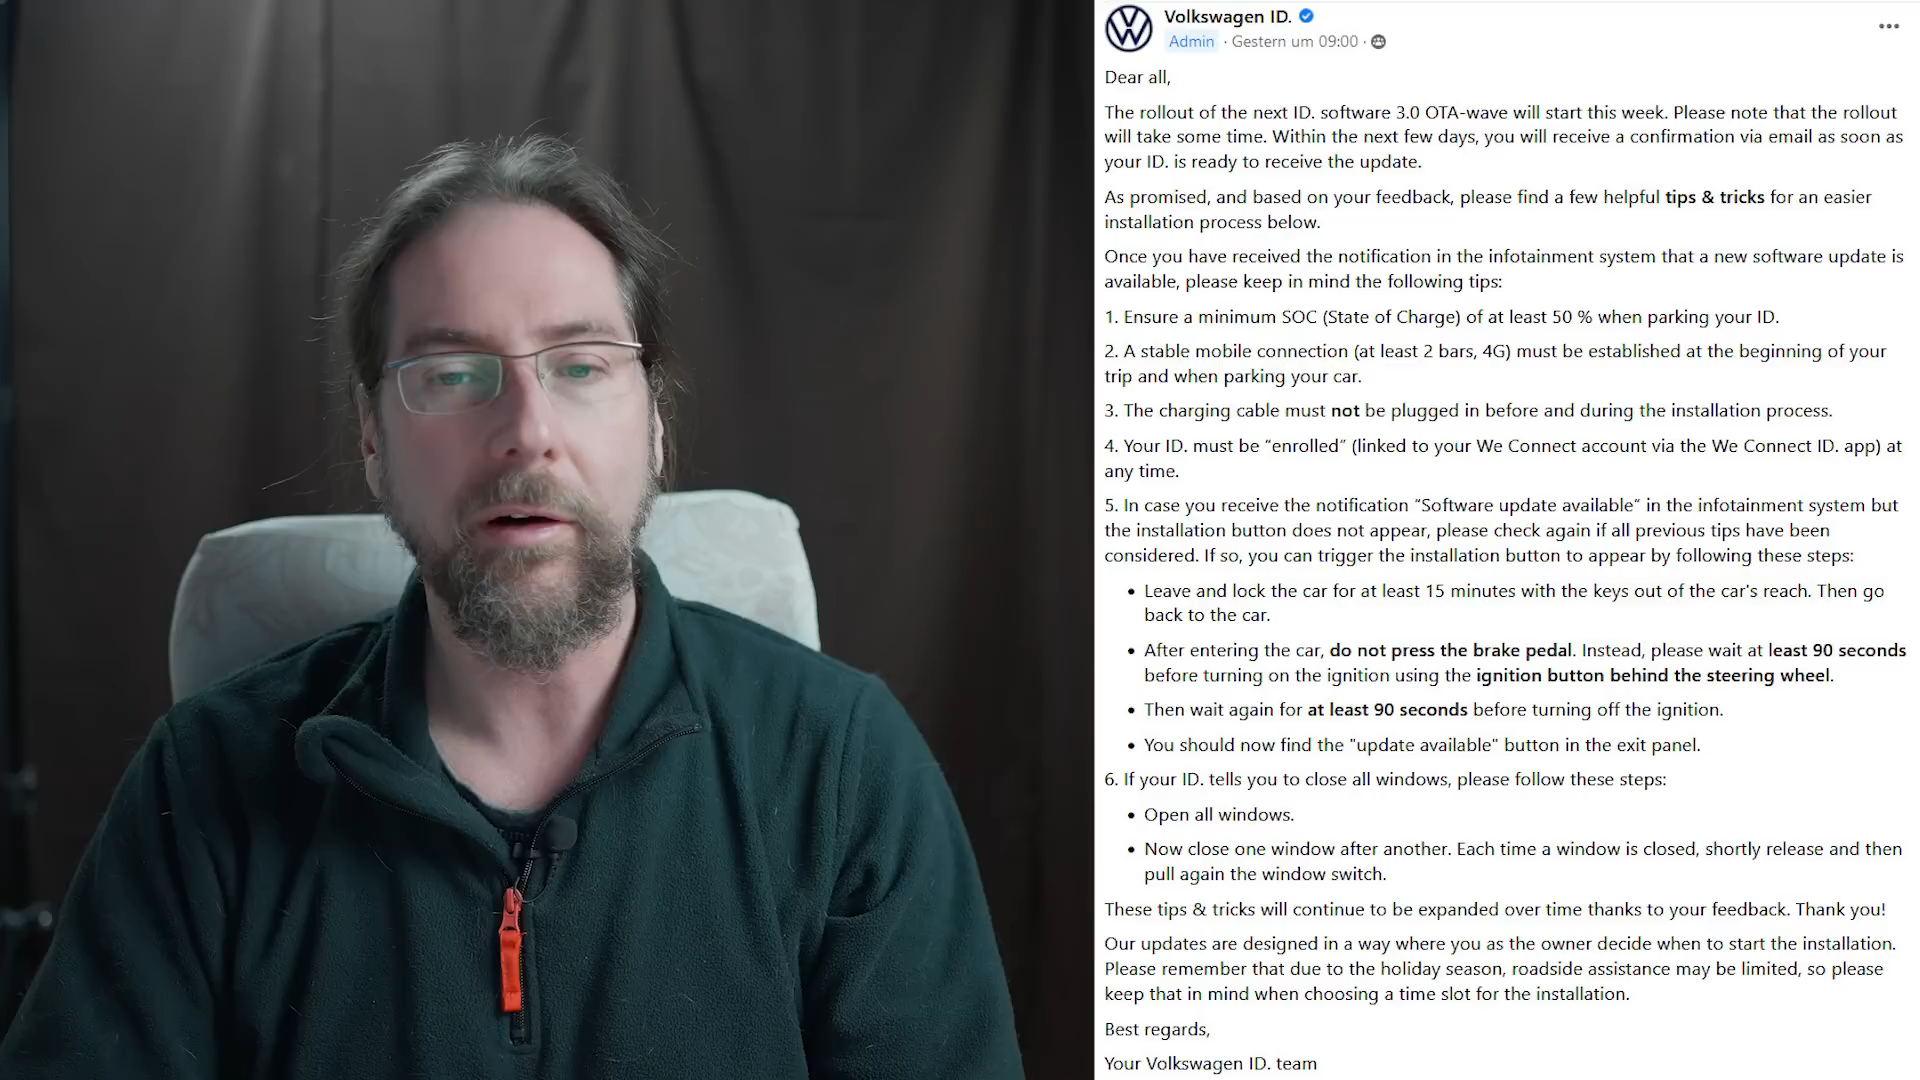 Volkswagen ID.
Admin · Gestern um 09:00 ·
Dear all,
The rollout of the next ID. software 3.0 OTA-wave will start this week. Please note that the rollout
will take some time. Within the next few days, you will receive a confirmation via email as soon as
your ID. is ready to receive the update.
As promised, and based on your feedback, please find a few helpful tips & tricks for an easier
installation process below.
Once you have received the notification in the infotainment system that a new software update is
available, please keep in mind the following tips:
1. Ensure a minimum SOC (State of Charge) of at least 50 % when parking your ID.
2. A stable mobile connection (at least 2 bars, 4G) must be established at the beginning of your
trip and when parking your car.
3. The charging cable must not be plugged in before and during the installation process.
4. Your ID. must be “enrolled” (linked to your We Connect account via the We Connect ID. app) at
any time.
5. In case you receive the notification “Software update available” in the infotainment system but
the installation button does not appear, please check again if all previous tips have been
considered. If so, you can trigger the installation button to appear by following these steps:
• Leave and lock the car for at least 15 minutes with the keys out of the car's reach. Then go
back to the car.
• After entering the car, do not press the brake pedal. Instead, please wait at least 90 seconds
before turning on the ignition using the ignition button behind the steering wheel.
• Then wait again for at least 90 seconds before turning off the ignition.
• You should now find the "update available" button in the exit panel.
6. If your ID. tells you to close all windows, please follow these steps:
• Open all windows.
• Now close one window after another. Each time a window is closed, shortly release and then
pull again the window switch.
These tips & tricks will continue to be expanded over time thanks to your feedback. Thank you!
Our updates are designed in a way where you as the owner decide when to start the installation.
Please remember that due to the holiday season, roadside assistance may be limited, so please
keep that in mind when choosing a time slot for the installation.
Best regards,
Your Volkswagen ID. team